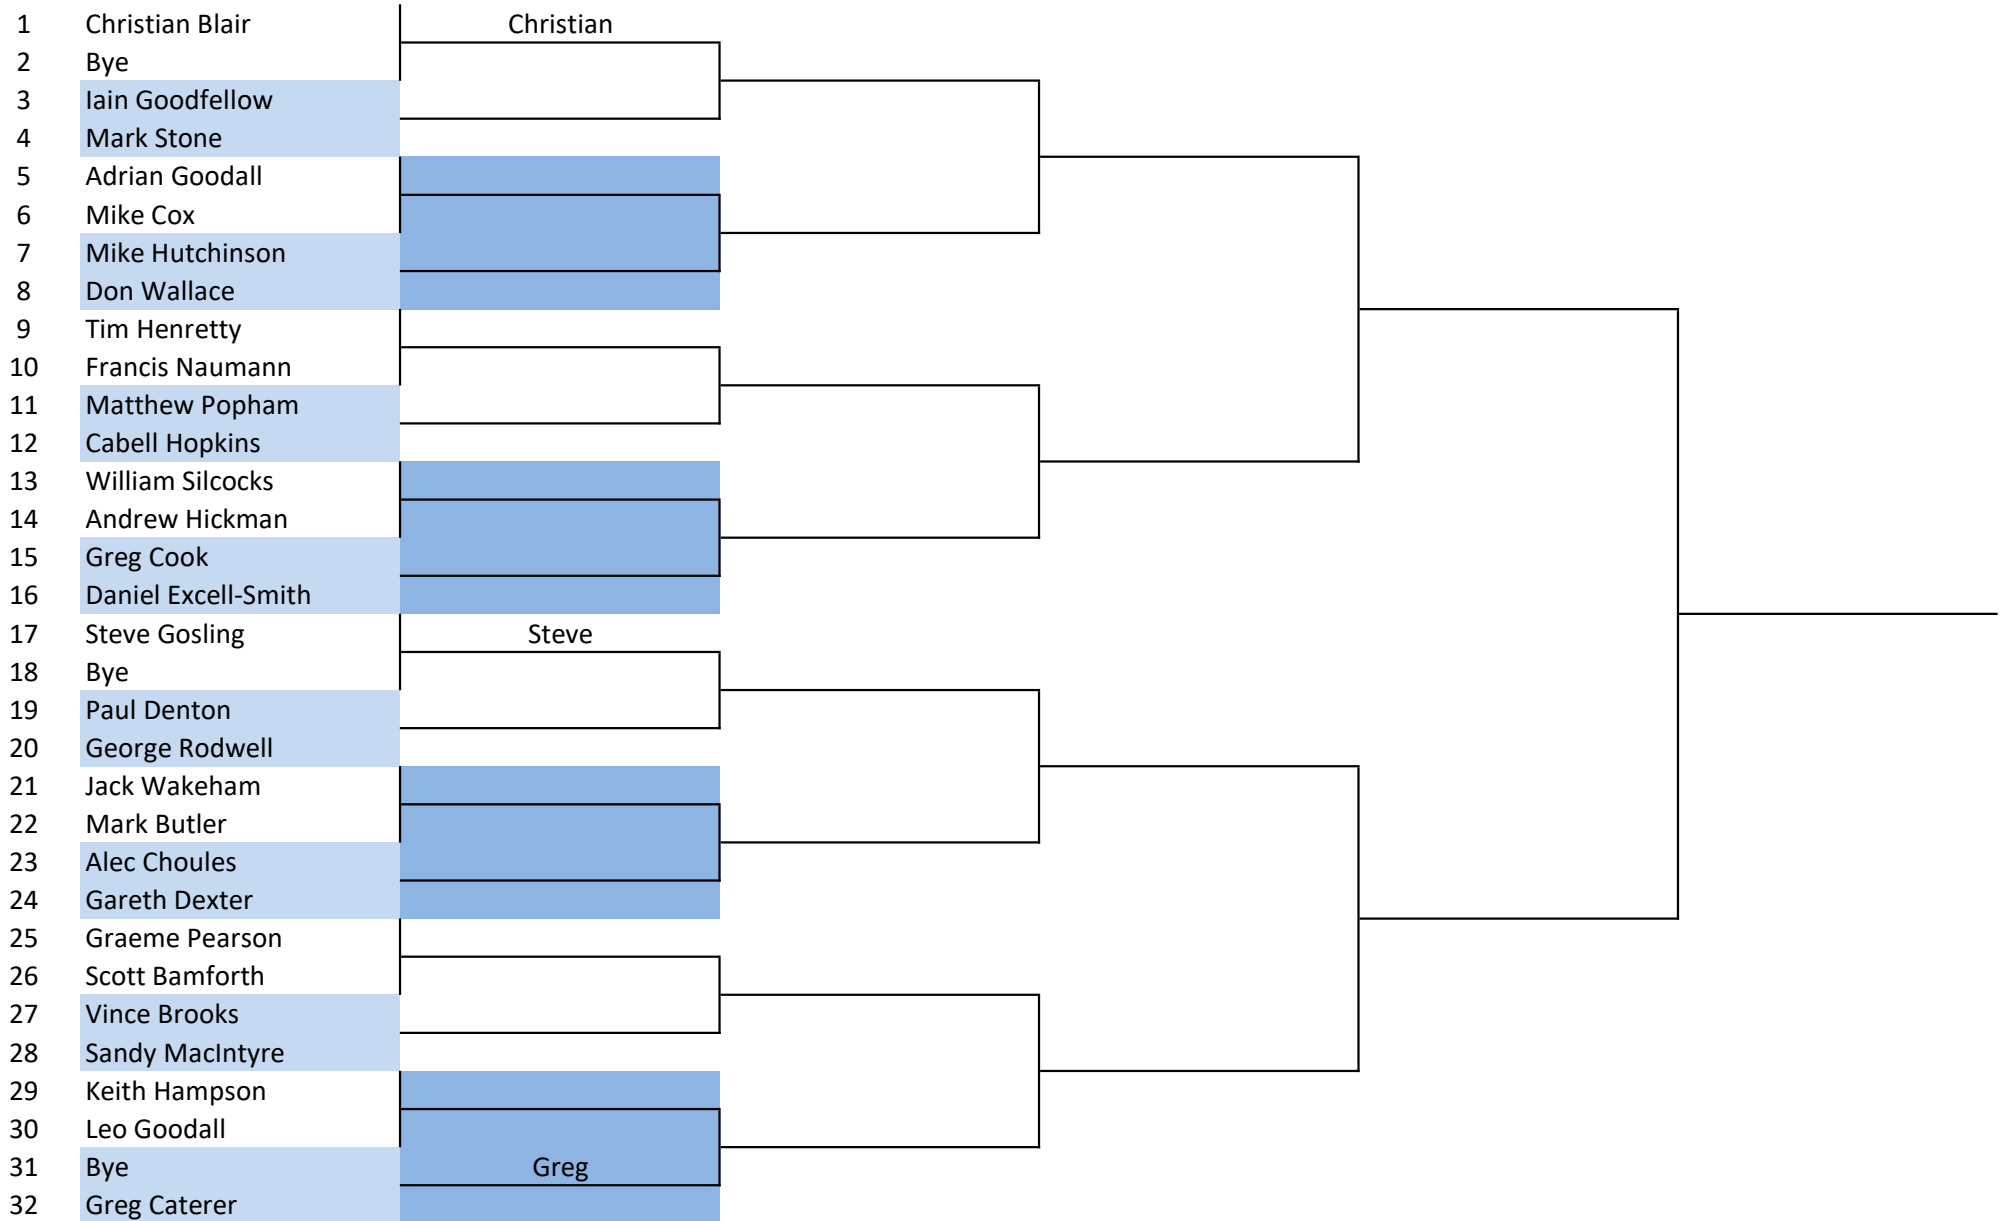 1 Christian Blair Christian
2 Bye
3 Iain Goodfellow
4 Mark Stone
5 Adrian Goodall
6 Mike Cox
7 Mike Hutchinson
8 Don Wallace
9 Tim Henretty
10 Francis Naumann
11 Matthew Popham
12 Cabell Hopkins
13 William Silcocks
14 Andrew Hickman
15 Greg Cook
16 Daniel Excell-Smith
17 Steve Gosling Steve
18 Bye
19 Paul Denton
20 George Rodwell
21 Jack Wakeham
22 Mark Butler
23 Alec Choules
24 Gareth Dexter
25 Graeme Pearson
26 Scott Bamforth
27 Vince Brooks
28 Sandy MacIntyre
29 Keith Hampson
30 Leo Goodall
31 Bye Greg
32 Greg Caterer